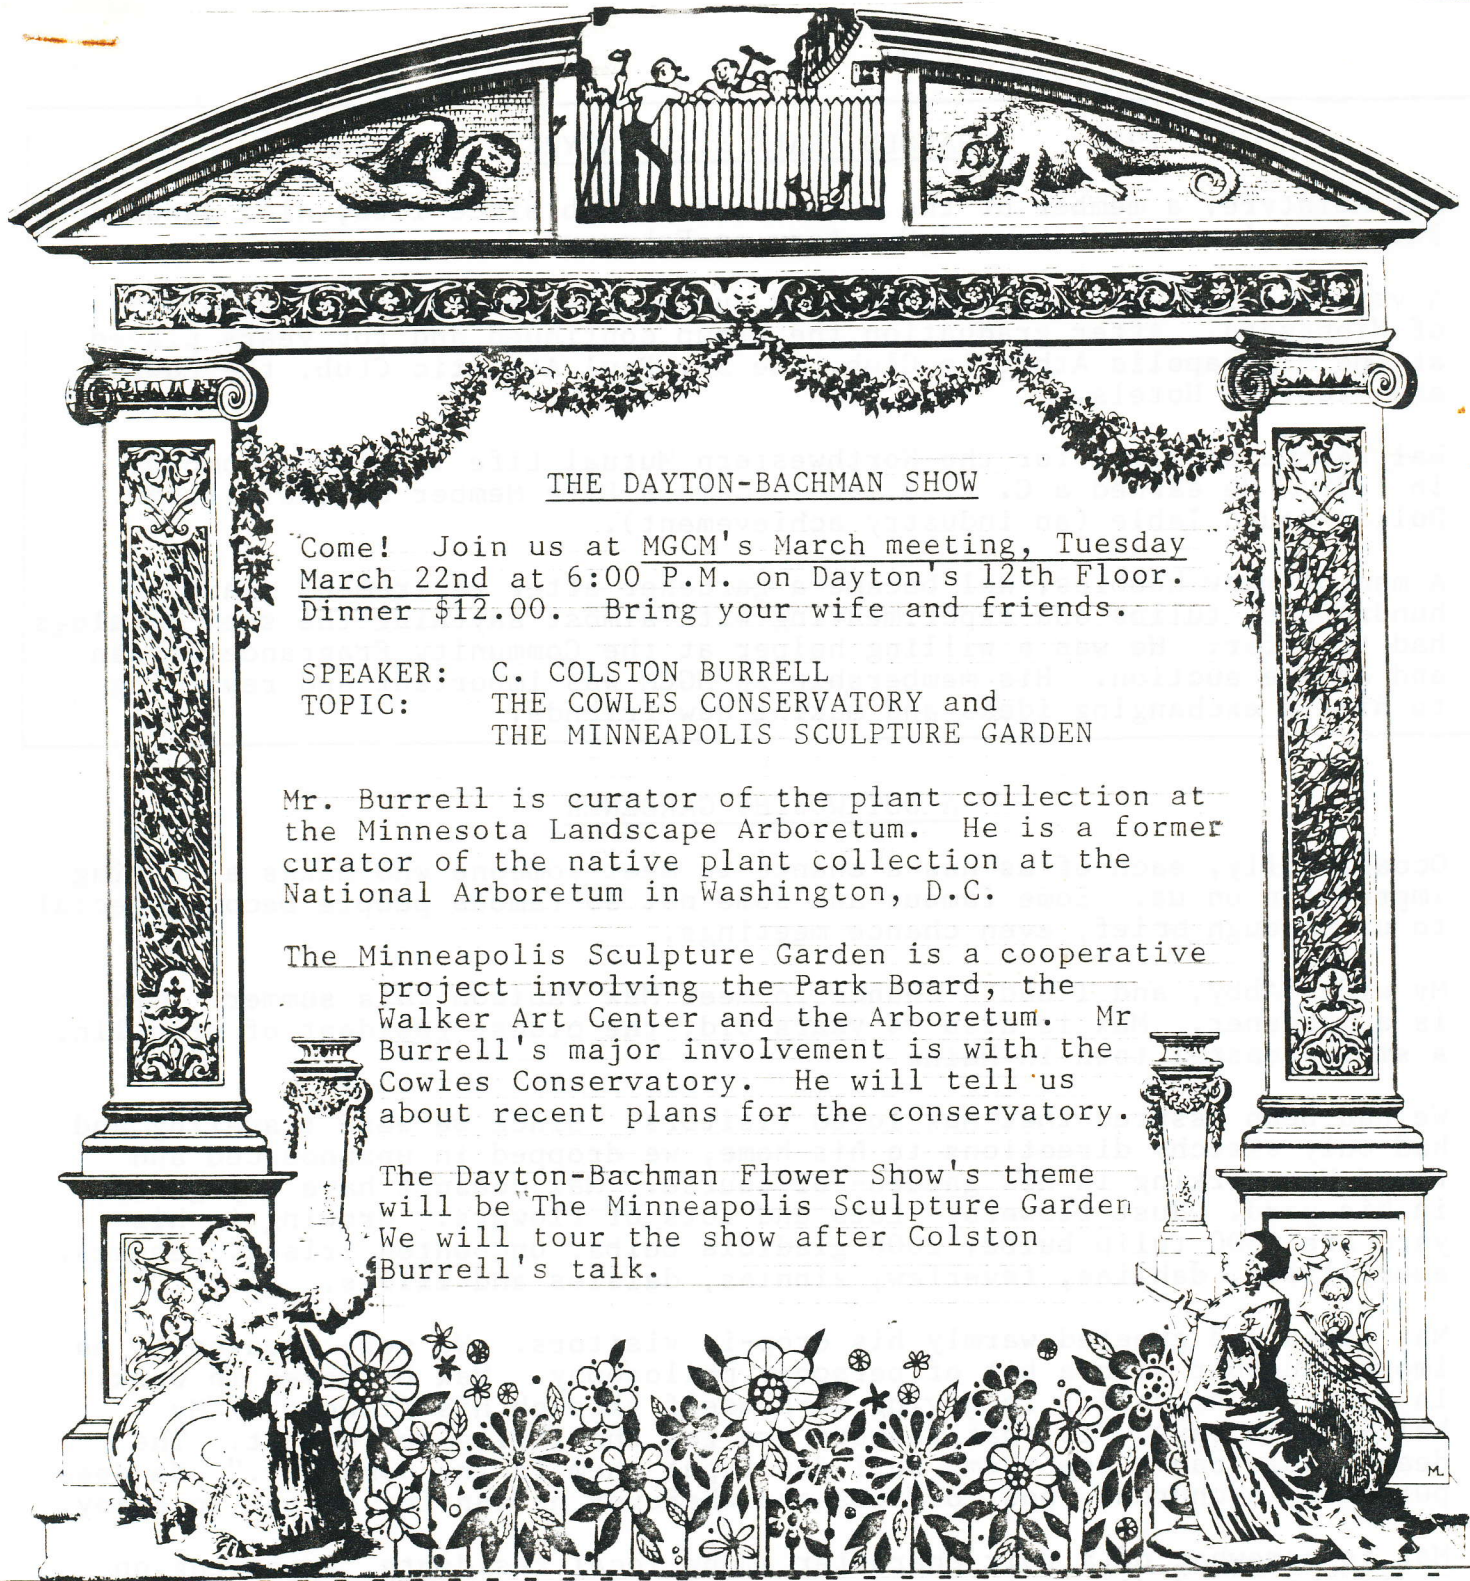 THE DAYTON-BACHMAN SHOW
Come! Join us at MGCM's March meeting, Tuesday
March 22nd at 6:00 P.M. on Dayton's 12th Floor.
Dinner $12.00. Bring your wife and friends.
SPEAKER: C. COLSTON BURRELL
TOPIC: THE COWLES CONSERVATORY and
THE MINNEAPOLIS SCULPTURE GARDEN
Mr. Burrell is curator of the plant collection at
the Minnesota Landscape Arboretum. He is a former
curator of the native plant collection at the
National Arboretum in Washington, D.C.
The Minneapolis Sculpture Garden is a cooperative
project involving the Park Board, the
Walker Art Center and the Arboretum. Mr
Burrell's major involvement is with the
Cowles Conservatory. He will tell us
about recent plans for the conservatory.
The Dayton-Bachman Flower Show's theme
will be "The Minneapolis Sculpture Garden
We will tour the show after Colston
Burrell's talk.
ML